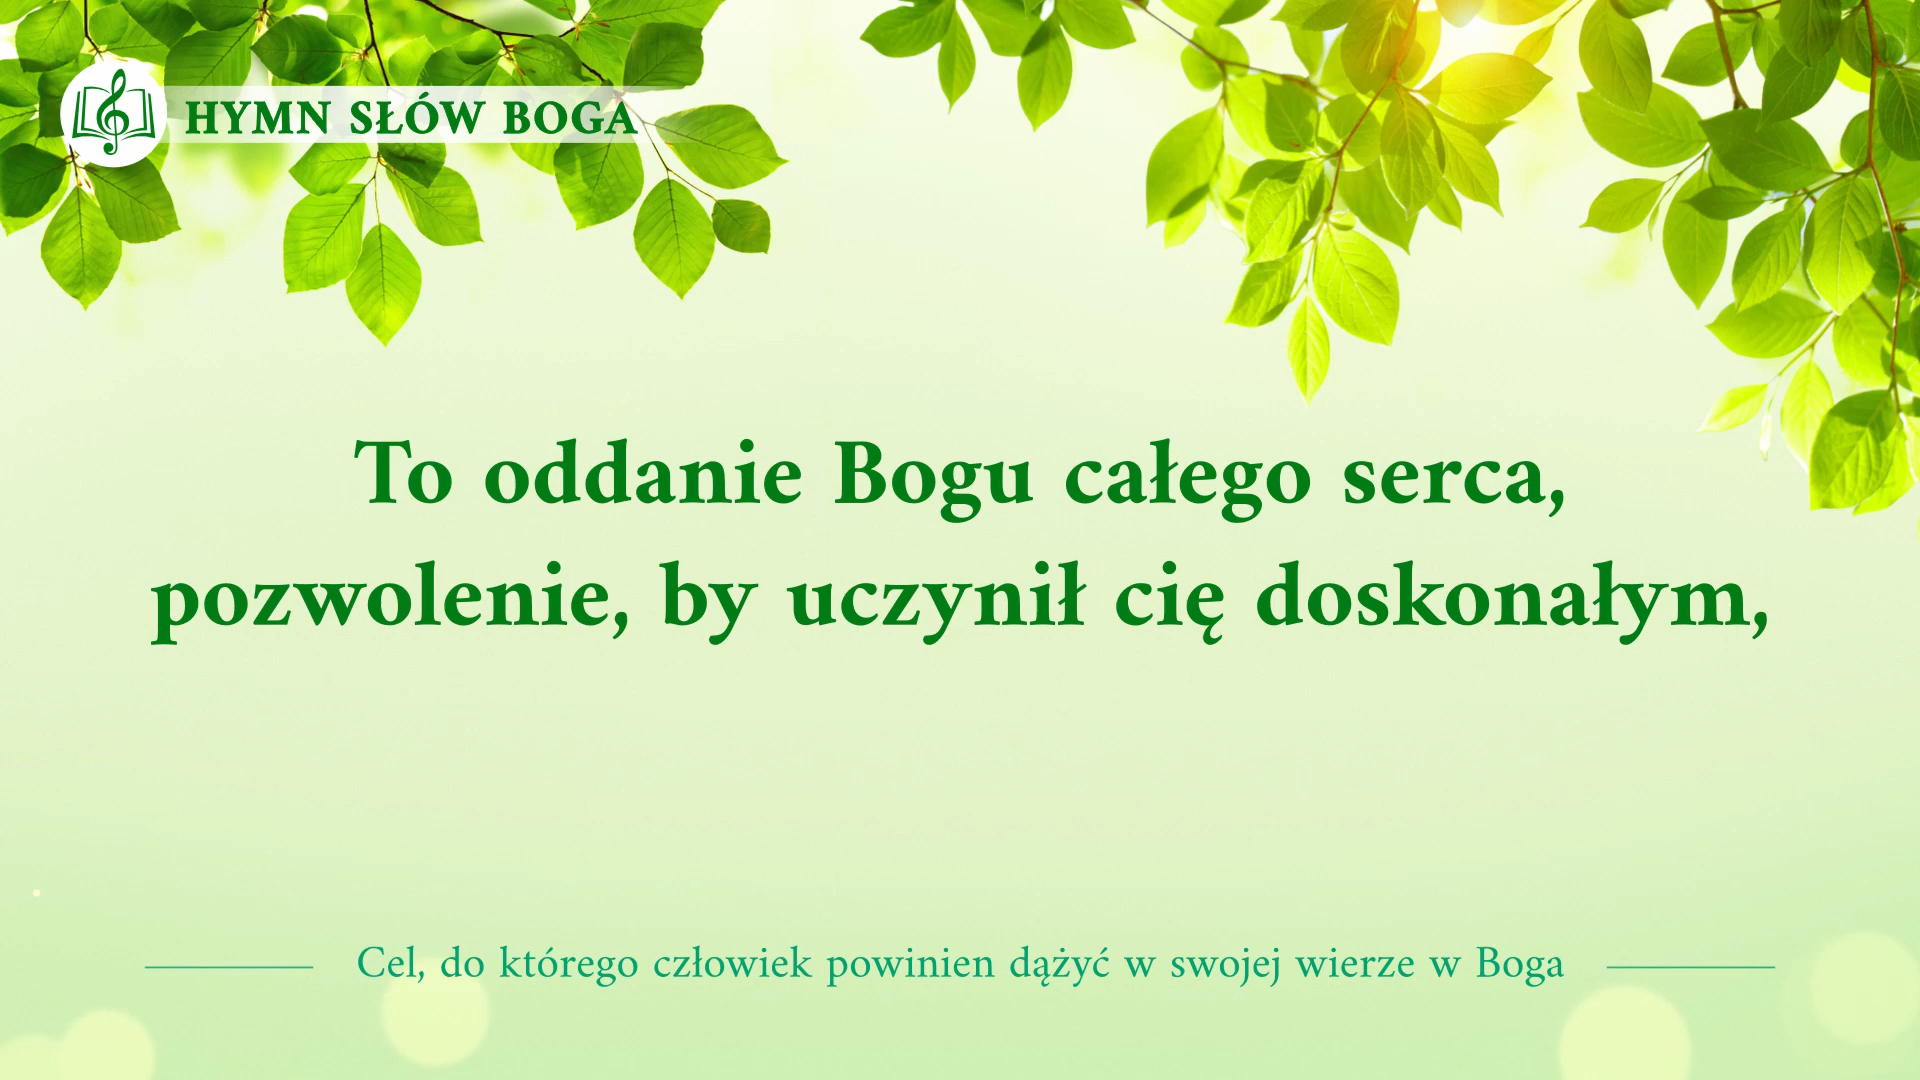 HYMN SŁÓW BOGA
To oddanie Bogu całego serca,
pozwolenie, by uczynił cię doskonałym,
Cel, do którego człowiek powinien dążyć w swojej wierze w Boga